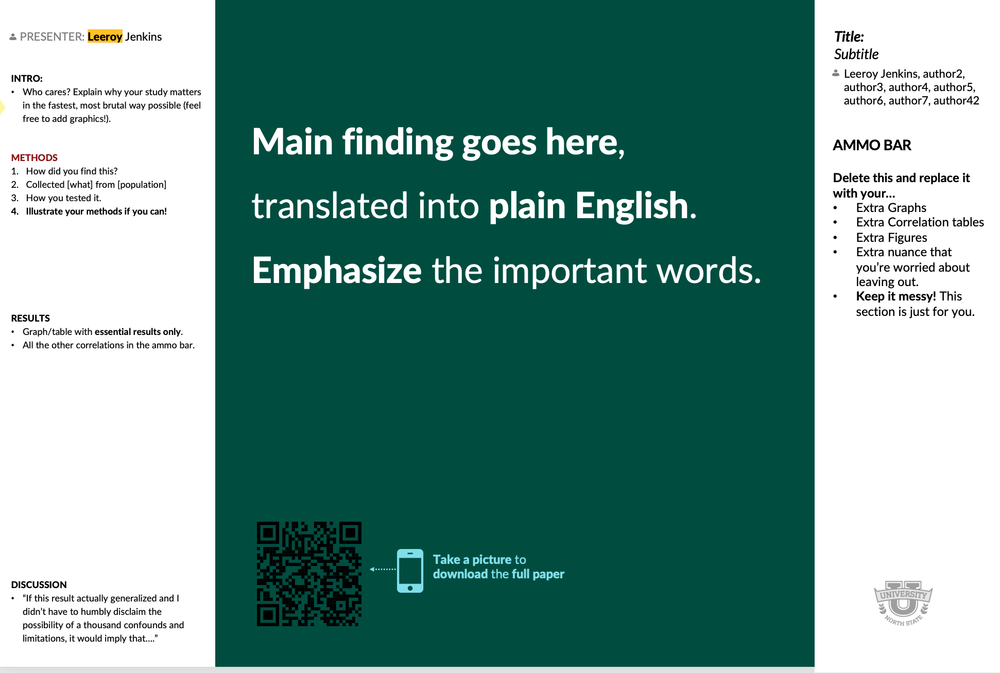 PRESENTER: Leeroy Jenkins
INTRO:
• Who cares? Explain why your study matters
in the fastest, most brutal way possible (feel
free to add graphics!).
METHODS
1. How did you find this?
2. Collected [what] from [population]
3. How you tested it.
4. Illustrate your methods if you can!
RESULTS
• Graph/table with essential results only.
• All the other correlations in the ammo bar.
DISCUSSION
• “If this result actually generalized and I
didn’t have to humbly disclaim the
possibility of a thousand confounds and
limitations, it would imply that….”
Main finding goes here,
translated into plain English.
Emphasize the important words.
Take a picture to
download the full paper
Title:
Subtitle
Leeroy Jenkins, author2,
author3, author4, author5,
author6, author7, author42
AMMO BAR
Delete this and replace it
with your…
• Extra Graphs
• Extra Correlation tables
• Extra Figures
• Extra nuance that
you’re worried about
leaving out.
• Keep it messy! This
section is just for you.
U
UNIVERSITY
NORTH STATE